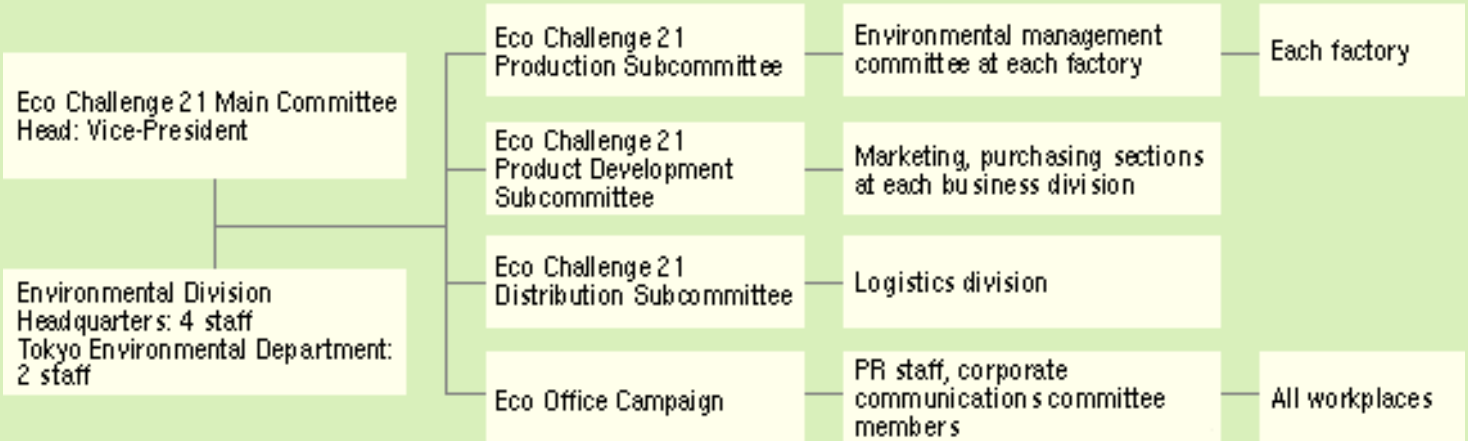 Eco Challenge 21 Main Committee
Head: Vice-President
Environmental Division
Headquarters: 4 staff
Tokyo Environmental Department:
2 staff
Eco Challenge 21
Production Subcommittee
Environmental management
committee at each factory
Each factory
Eco Challenge 21
Product Development
Subcommittee
Marketing, purchasing sections
at each business division
Eco Challenge 21
Distribution Subcommittee
Logistics division
Eco Office Campaign
PR staff, corporate
communications committee
members
All workplaces